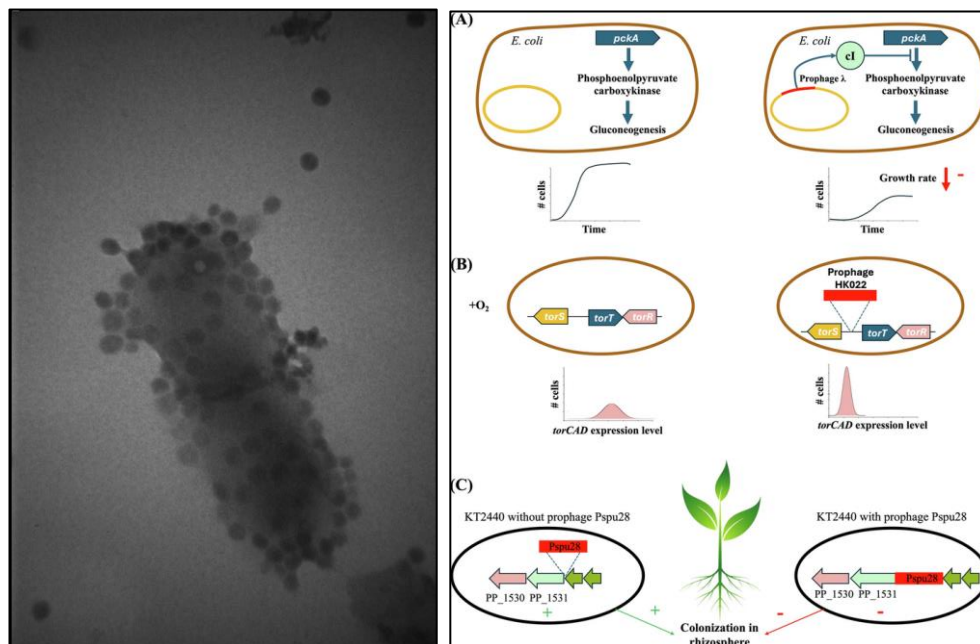 (A)
E. coli
pckA
Phosphoenolpyruvate
carboxykinase
Gluconeogenesis
# cells
Time
E. coli
pckA
cI
Prophage λ
Phosphoenolpyruvate
carboxykinase
Gluconeogenesis
Growth rate
-
# cells
Time
(B)
+O₂
torS
torT
torR
# cells
torCAD expression level
Prophage
HK022
torS
torT
torR
# cells
torCAD expression level
(C)
KT2440 without prophage Pspu28
Pspu28
PP_1530
PP_1531
+
+
KT2440 with prophage Pspu28
Pspu28
PP_1530
PP_1531
-
-
Colonization in
rhizosphere